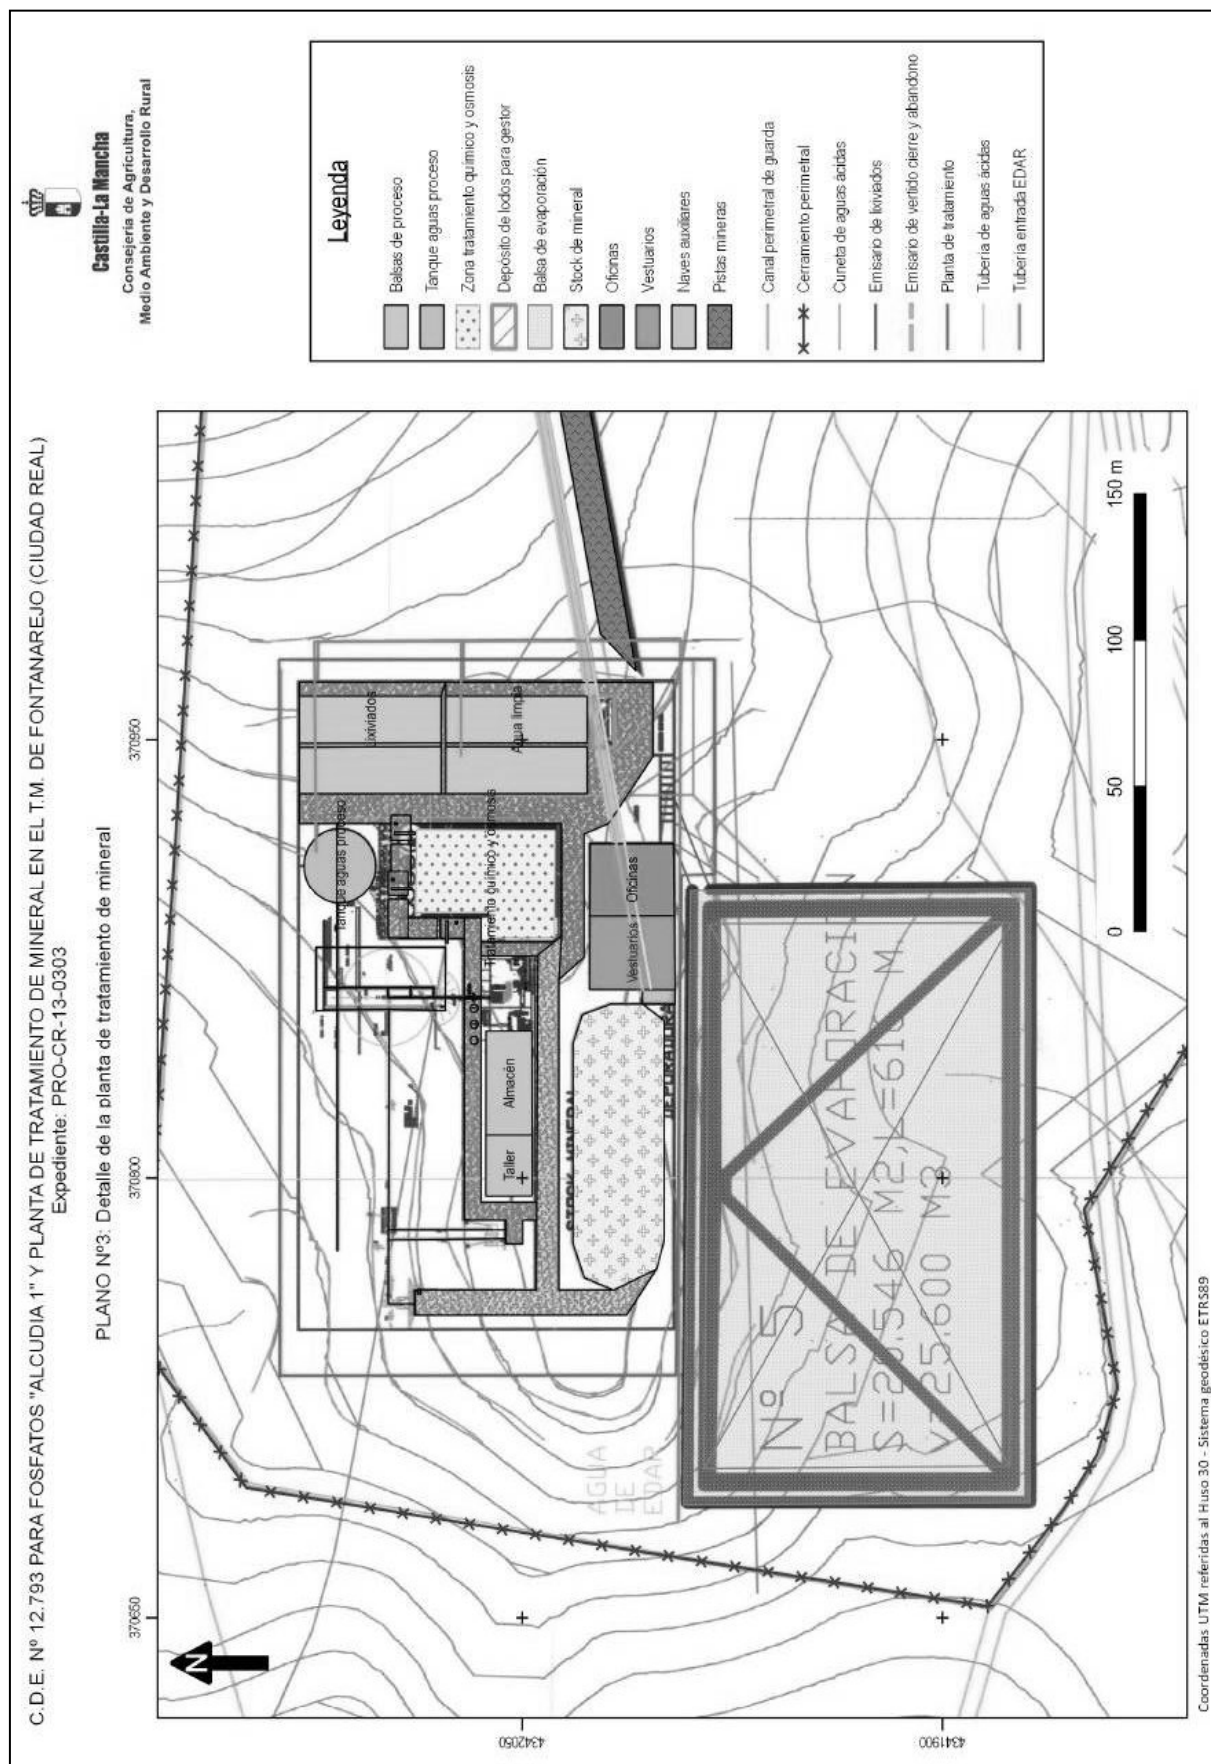 C.D.E. Nº 12.793 PARA FOSFATOS "ALCUDIA 1" Y PLANTA DE TRATAMIENTO DE MINERAL EN EL T.M. DE FONTANAREJO (CIUDAD REAL)
Expediente: PRO-CR-13-0303
PLANO Nº3: Detalle de la planta de tratamiento de mineral
Castilla-La Mancha
Consejería de Agricultura,
Medio Ambiente y Desarrollo Rural
Leyenda
Balsas de proceso
Tanque aguas proceso
Zona tratamiento químico y osmosis
Depósito de lodos para gestor
Balsa de evaporación
Stock de mineral
Oficinas
Vestuarios
Naves auxiliares
Pistas mineras
Canal perimetral de guarda
Cerramiento perimetral
Cuneta de aguas ácidas
Emisario de lixiviados
Emisario de vertido cierre y abandono
Planta de tratamiento
Tubería de aguas ácidas
Tubería entrada EDAR
370650
370800
370950
4342050
4341900
N
Lixiviados
Agua limpia
Tanque aguas proceso
Tratamiento químico y osmosis
Oficinas
Vestuarios
Almacén
Taller
STOCK MINERAL
DEPURADORA
AGUA
DE
EDAR
Nº 5
BALSA DE EVAPORACION
M2, L=
25.600 M3
0
50
100
150 m
Coordenadas UTM referidas al Huso 30 - Sistema geodésico ETRS89